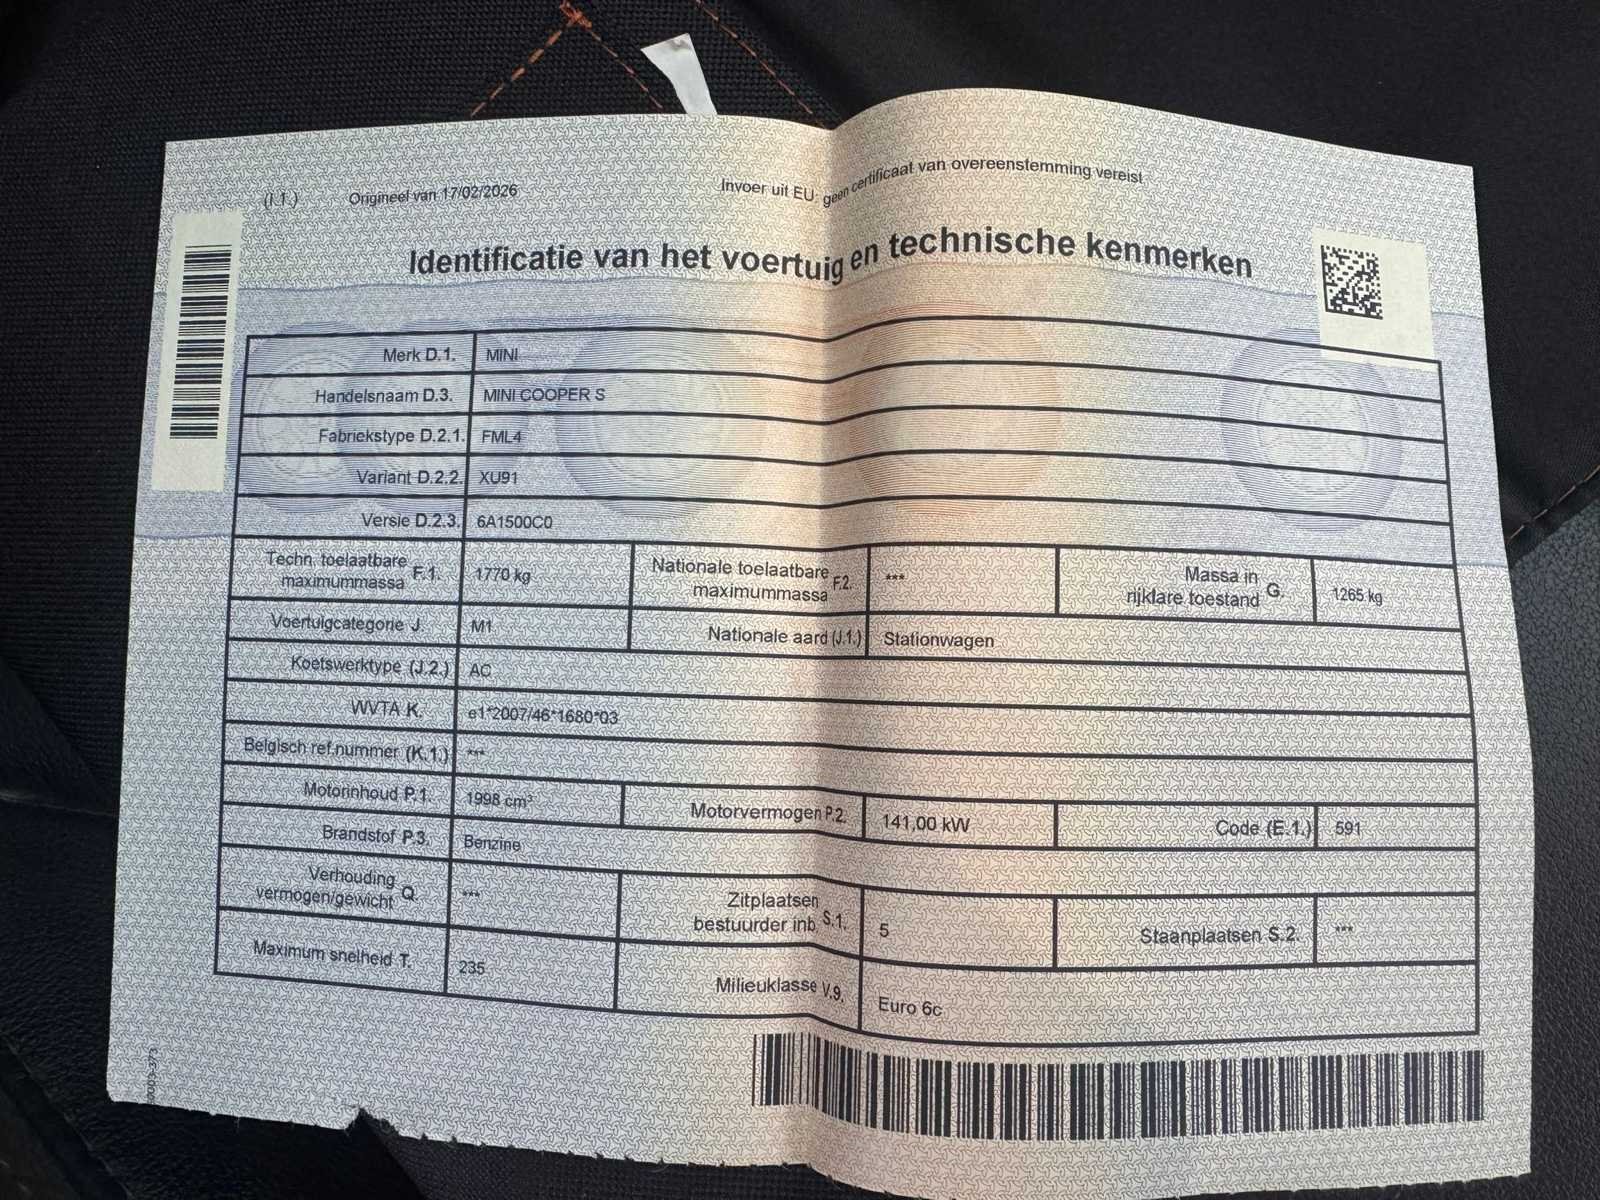 (I.1.) Origineel van 17/02/2026 Invoer uit EU: geen certificaat van overeenstemming vereist
Identificatie van het voertuig en technische kenmerken
Merk D.1. MINI
Handelsnaam D.3. MINI COOPER S
Fabriekstype D.2.1. FML4
Variant D.2.2. XU91
Versie D.2.3. 6A1500C0
Techn. toelaatbare
maximummassa F.1. 1770 kg
Nationale toelaatbare
maximummassa F.2. ***
Massa in
rijklare toestand G. 1265 kg
Voertuigcategorie J. M1 Nationale aard (J.1.) Stationwagen
Koetswerktype (J.2.) AC
WVTA K. e1*2007/46*1680*03
Belgisch ref.nummer (K.1.) ***
Motorinhoud P.1. 1998 cm³ Motorvermogen P.2. 141,00 kW Code (E.1.) 591
Brandstof P.3. Benzine
Verhouding
vermogen/gewicht Q. ***
Zitplaatsen
bestuurder inb. S.1. 5
Staanplaatsen S.2. ***
Maximum snelheid T. 235 Milieuklasse V.9. Euro 6c